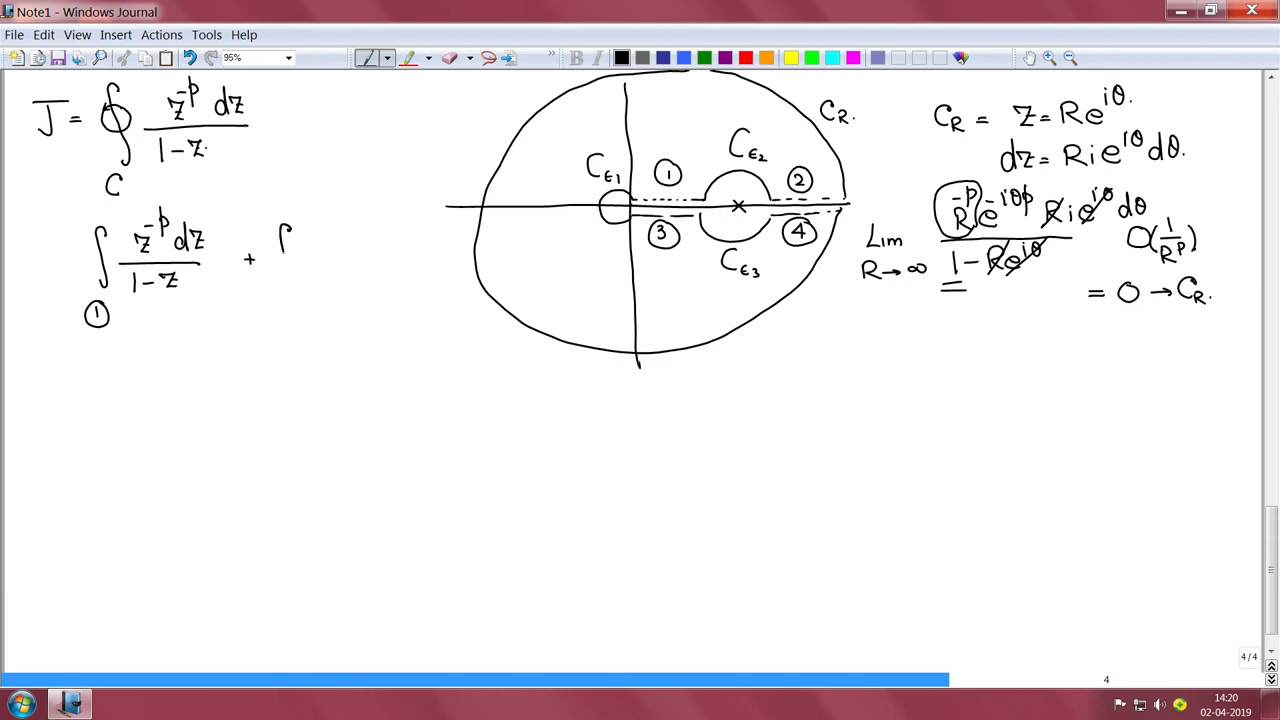 Note1 - Windows Journal
File Edit View Insert Actions Tools Help
95%
J = ∮ z^-p dz / 1-z
C
∫ z^-p dz / 1-z + ∫
①
C_R.
C_ε1 ① C_ε2 ②
③ C_ε3 ④
C_R = z = Re^iθ.
dz = Rie^iθ dθ.
Lim R→∞ R^-p e^-iθp R i e^iθ dθ / 1 - Re^iθ O(1/R^p)
= 0 → C_R.
4/4
4
14:20
02-04-2019